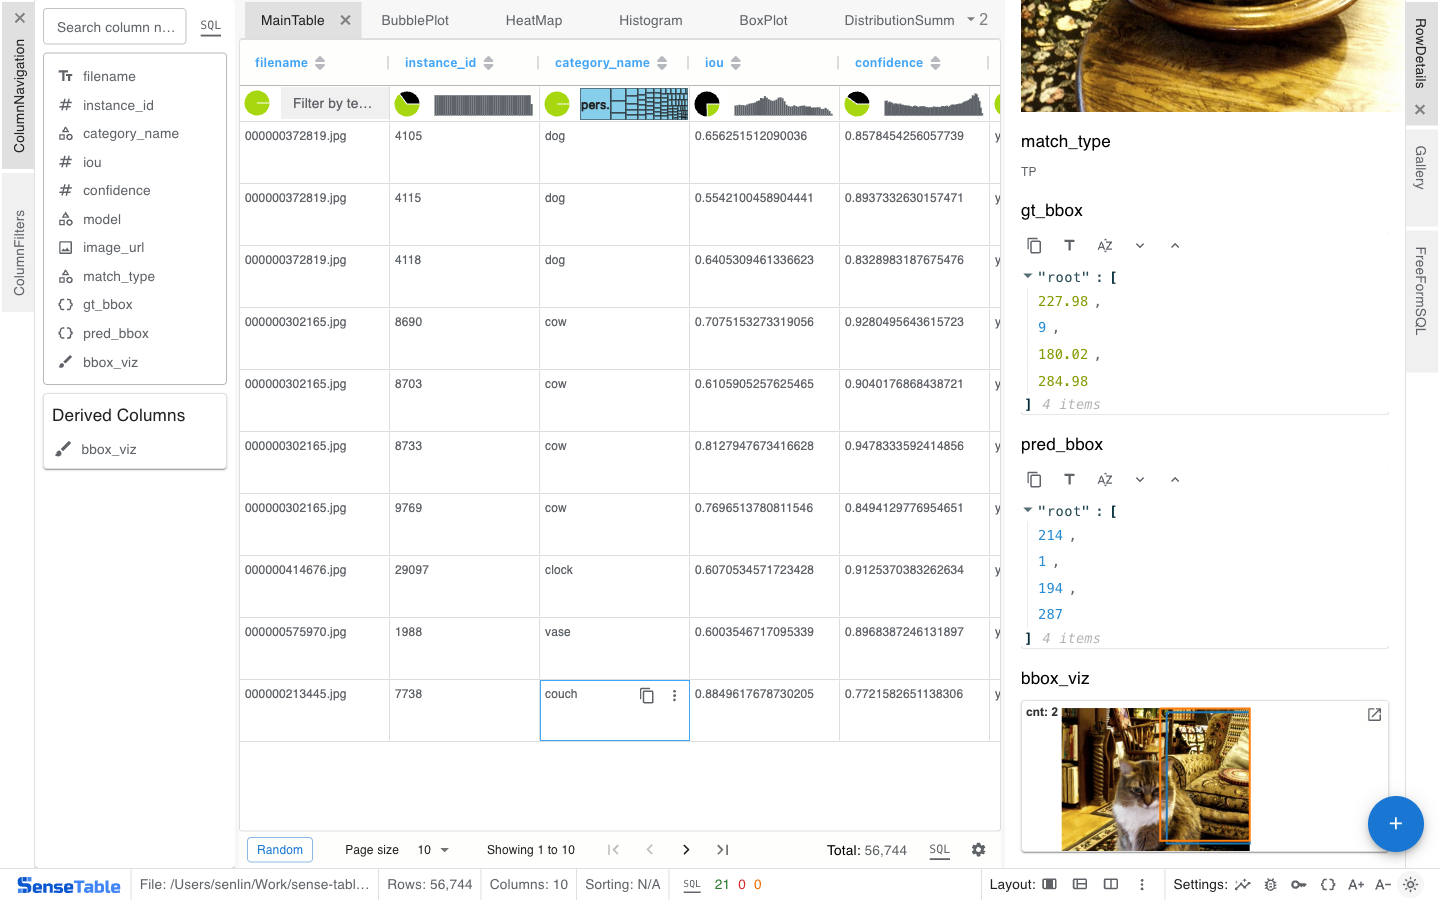 ColumnNavigation
ColumnFilters
Search column n...
SQL
filename
instance_id
category_name
iou
confidence
model
image_url
match_type
gt_bbox
pred_bbox
bbox_viz
Derived Columns
bbox_viz
MainTable BubblePlot HeatMap Histogram BoxPlot DistributionSumm 2
filename instance_id category_name iou confidence
Filter by te... pers.
000000372819.jpg 4105 dog 0.656251512090036 0.8578454256057739 y
000000372819.jpg 4115 dog 0.5542100458904441 0.8937332630157471 y
000000372819.jpg 4118 dog 0.6405309461336623 0.8328983187675476 y
000000302165.jpg 8690 cow 0.7075153273319056 0.9280495643615723 y
000000302165.jpg 8703 cow 0.6105905257625465 0.9040176868438721 y
000000302165.jpg 8733 cow 0.8127947673416628 0.9478333592414856 y
000000302165.jpg 9769 cow 0.7696513780811546 0.8494129776954651 y
000000414676.jpg 29097 clock 0.6070534571723428 0.9125370383262634 y
000000575970.jpg 1988 vase 0.6003546717095339 0.8968387246131897 y
000000213445.jpg 7738 couch 0.8849617678730205 0.7721582651138306 y
Random Page size 10 Showing 1 to 10 Total: 56,744 SQL
match_type
TP
gt_bbox
T AZ
"root" : [
227.98 ,
9 ,
180.02 ,
284.98
] 4 items
pred_bbox
T AZ
"root" : [
214 ,
1 ,
194 ,
287
] 4 items
bbox_viz
cnt: 2
+
RowDetails
Gallery
FreeFormSQL
SenseTable File: /Users/senlin/Work/sense-tabl... Rows: 56,744 Columns: 10 Sorting: N/A SQL 21 0 0 Layout: Settings: A+ A-